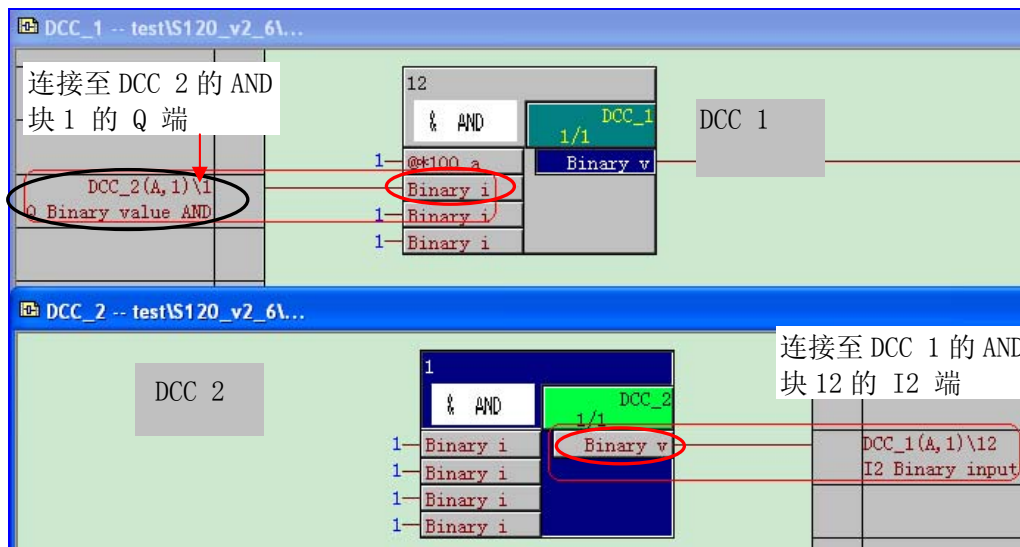 DCC_1 -- test\S120_v2_6\...
连接至 DCC 2 的 AND
块 1 的 Q 端
12
& AND
DCC_1
1/1
DCC 1
1
@*100 a
Binary v
DCC_2(A,1)\1
Q Binary value AND
Binary i
1
Binary i
1
Binary i
DCC_2 -- test\S120_v2_6\...
连接至 DCC 1 的 AND
块 12 的 I2 端
DCC 2
1
& AND
DCC_2
1/1
1
Binary i
Binary v
DCC_1(A,1)\12
I2 Binary input
1
Binary i
1
Binary i
1
Binary i